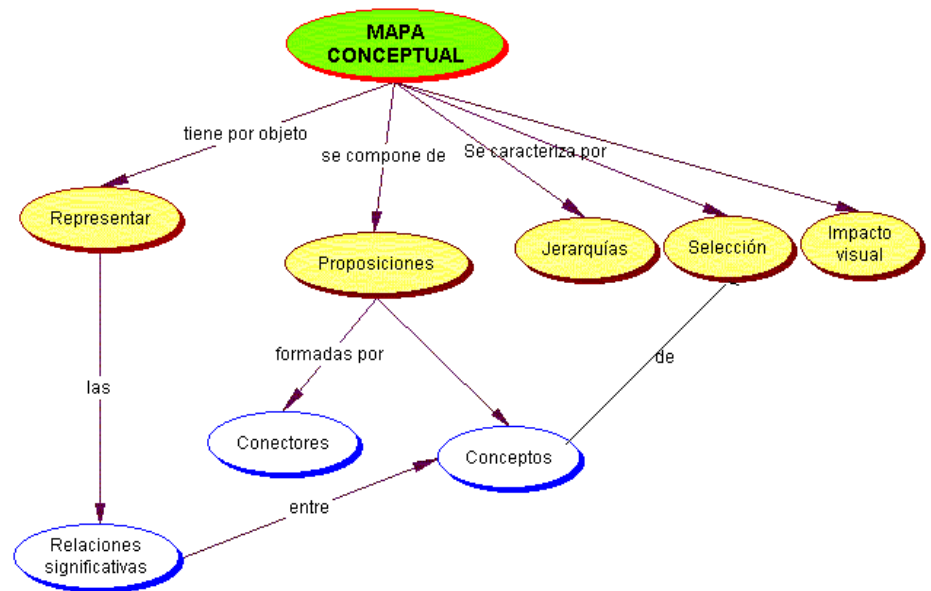 MAPA
CONCEPTUAL
tiene por objeto
se compone de
Se caracteriza por
Representar
Proposiciones
Jerarquías
Selección
Impacto
visual
formadas por
de
las
Conectores
Conceptos
entre
Relaciones
significativas